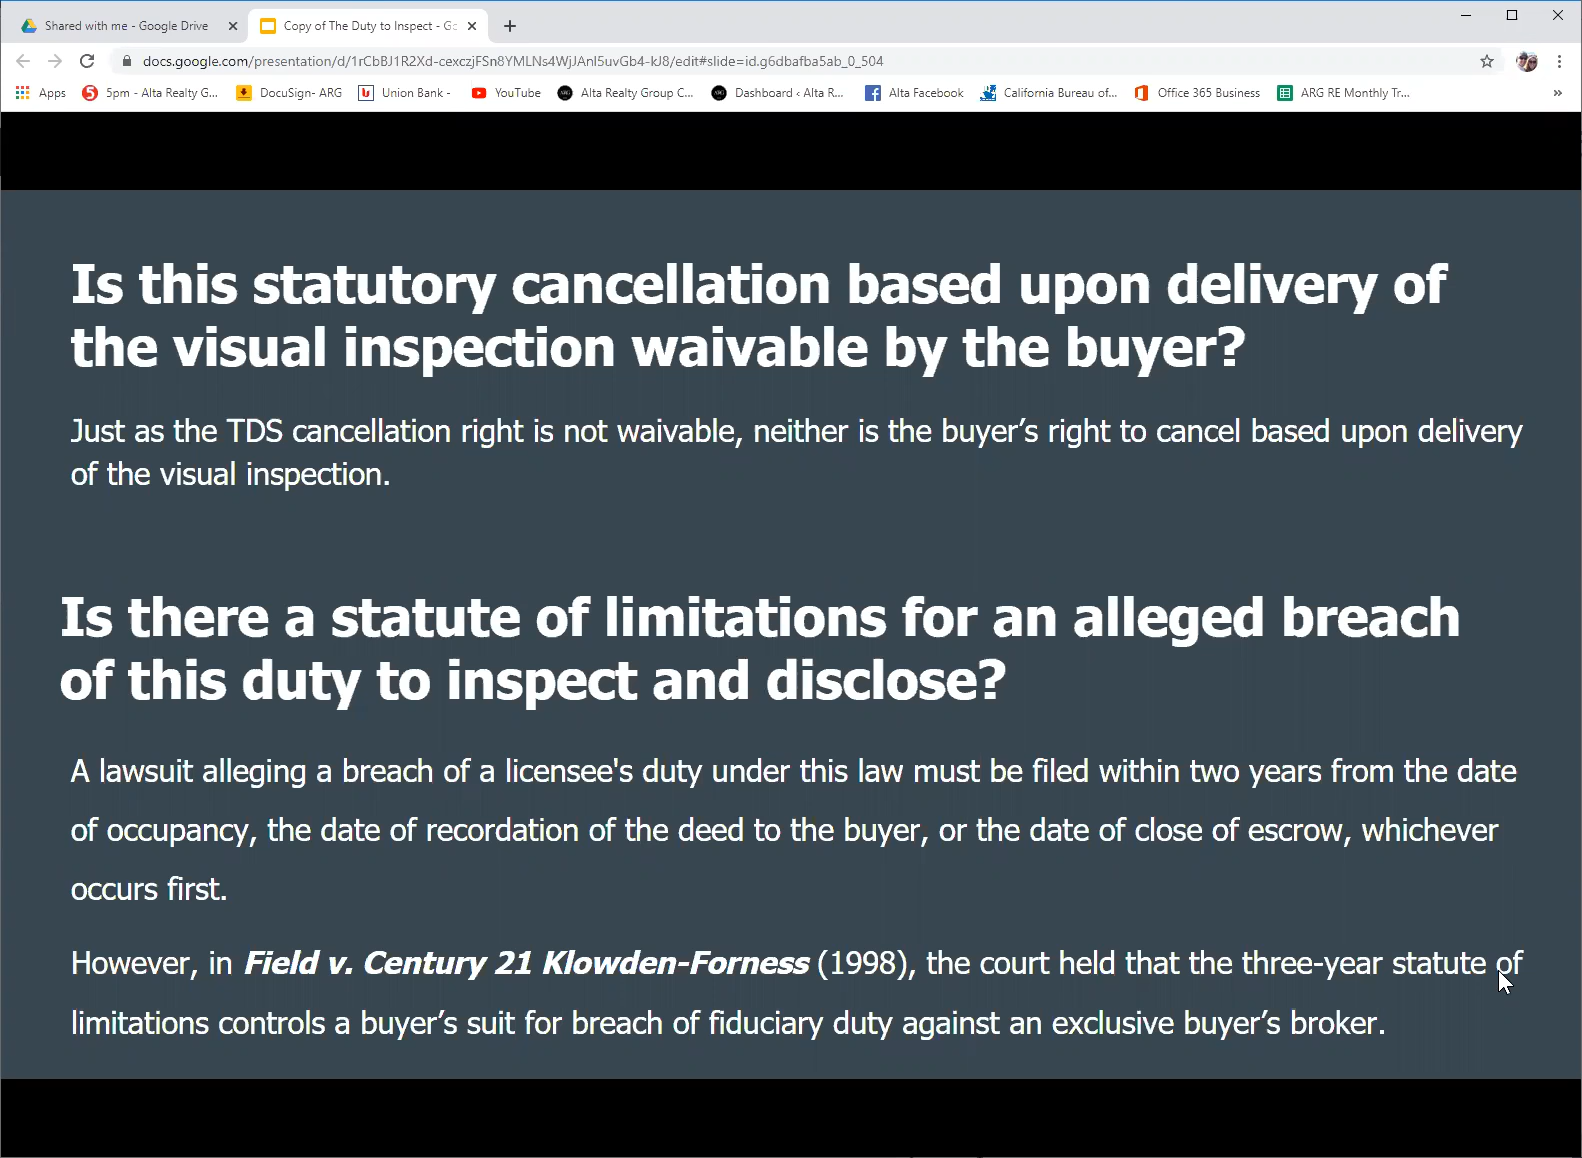 Shared with me - Google Drive
Copy of The Duty to Inspect - Go
docs.google.com/presentation/d/1rCbBJ1R2Xd-cexczjFSn8YMLNs4WjJAnI5uvGb4-kJ8/edit#slide=id.g6dbafba5ab_0_504
Apps 5pm - Alta Realty G... DocuSign- ARG Union Bank - YouTube Alta Realty Group C... Dashboard ‹ Alta R... Alta Facebook California Bureau of... Office 365 Business ARG RE Monthly Tr... »
Is this statutory cancellation based upon delivery of
the visual inspection waivable by the buyer?
Just as the TDS cancellation right is not waivable, neither is the buyer’s right to cancel based upon delivery
of the visual inspection.
Is there a statute of limitations for an alleged breach
of this duty to inspect and disclose?
A lawsuit alleging a breach of a licensee's duty under this law must be filed within two years from the date
of occupancy, the date of recordation of the deed to the buyer, or the date of close of escrow, whichever
occurs first.
However, in Field v. Century 21 Klowden-Forness (1998), the court held that the three-year statute of
limitations controls a buyer’s suit for breach of fiduciary duty against an exclusive buyer’s broker.